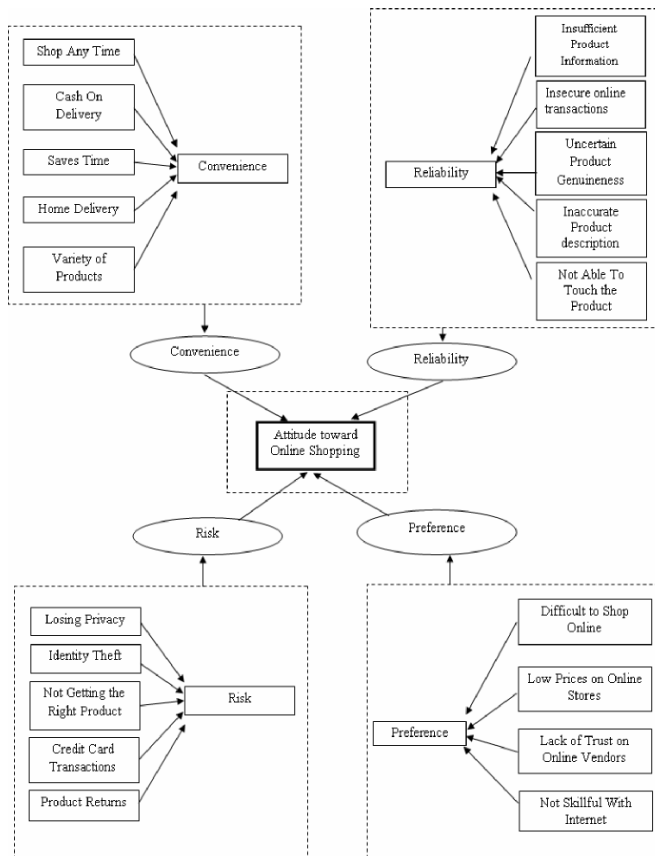 Shop Any Time
Cash On
Delivery
Saves Time
Home Delivery
Variety of
Products
Convenience
Insufficient
Product
Information
Insecure online
transactions
Uncertain
Product
Genuineness
Inaccurate
Product
description
Not Able To
Touch the
Product
Reliability
Convenience
Reliability
Attitude toward
Online Shopping
Risk
Preference
Losing Privacy
Identity Theft
Not Getting the
Right Product
Credit Card
Transactions
Product Returns
Risk
Difficult to Shop
Online
Low Prices on Online
Stores
Lack of Trust on
Online Vendors
Not Skillful With
Internet
Preference